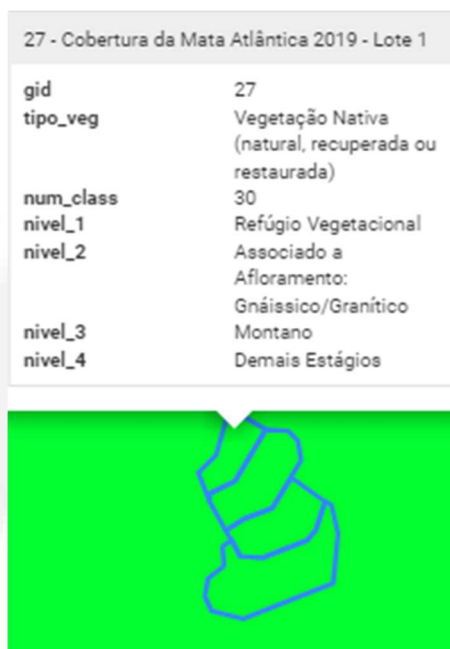 27 - Cobertura da Mata Atlântica 2019 - Lote 1
gid 27
tipo_veg Vegetação Nativa
(natural, recuperada ou
restaurada)
num_class 30
nivel_1 Refúgio Vegetacional
nivel_2 Associado a
Afloramento:
Gnáissico/Granítico
nivel_3 Montano
nivel_4 Demais Estágios